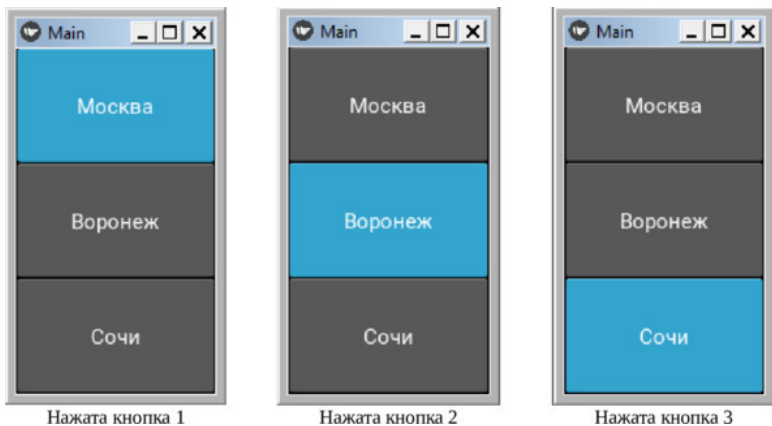 Main
Москва
Воронеж
Сочи
Нажата кнопка 1
Main
Москва
Воронеж
Сочи
Нажата кнопка 2
Main
Москва
Воронеж
Сочи
Нажата кнопка 3